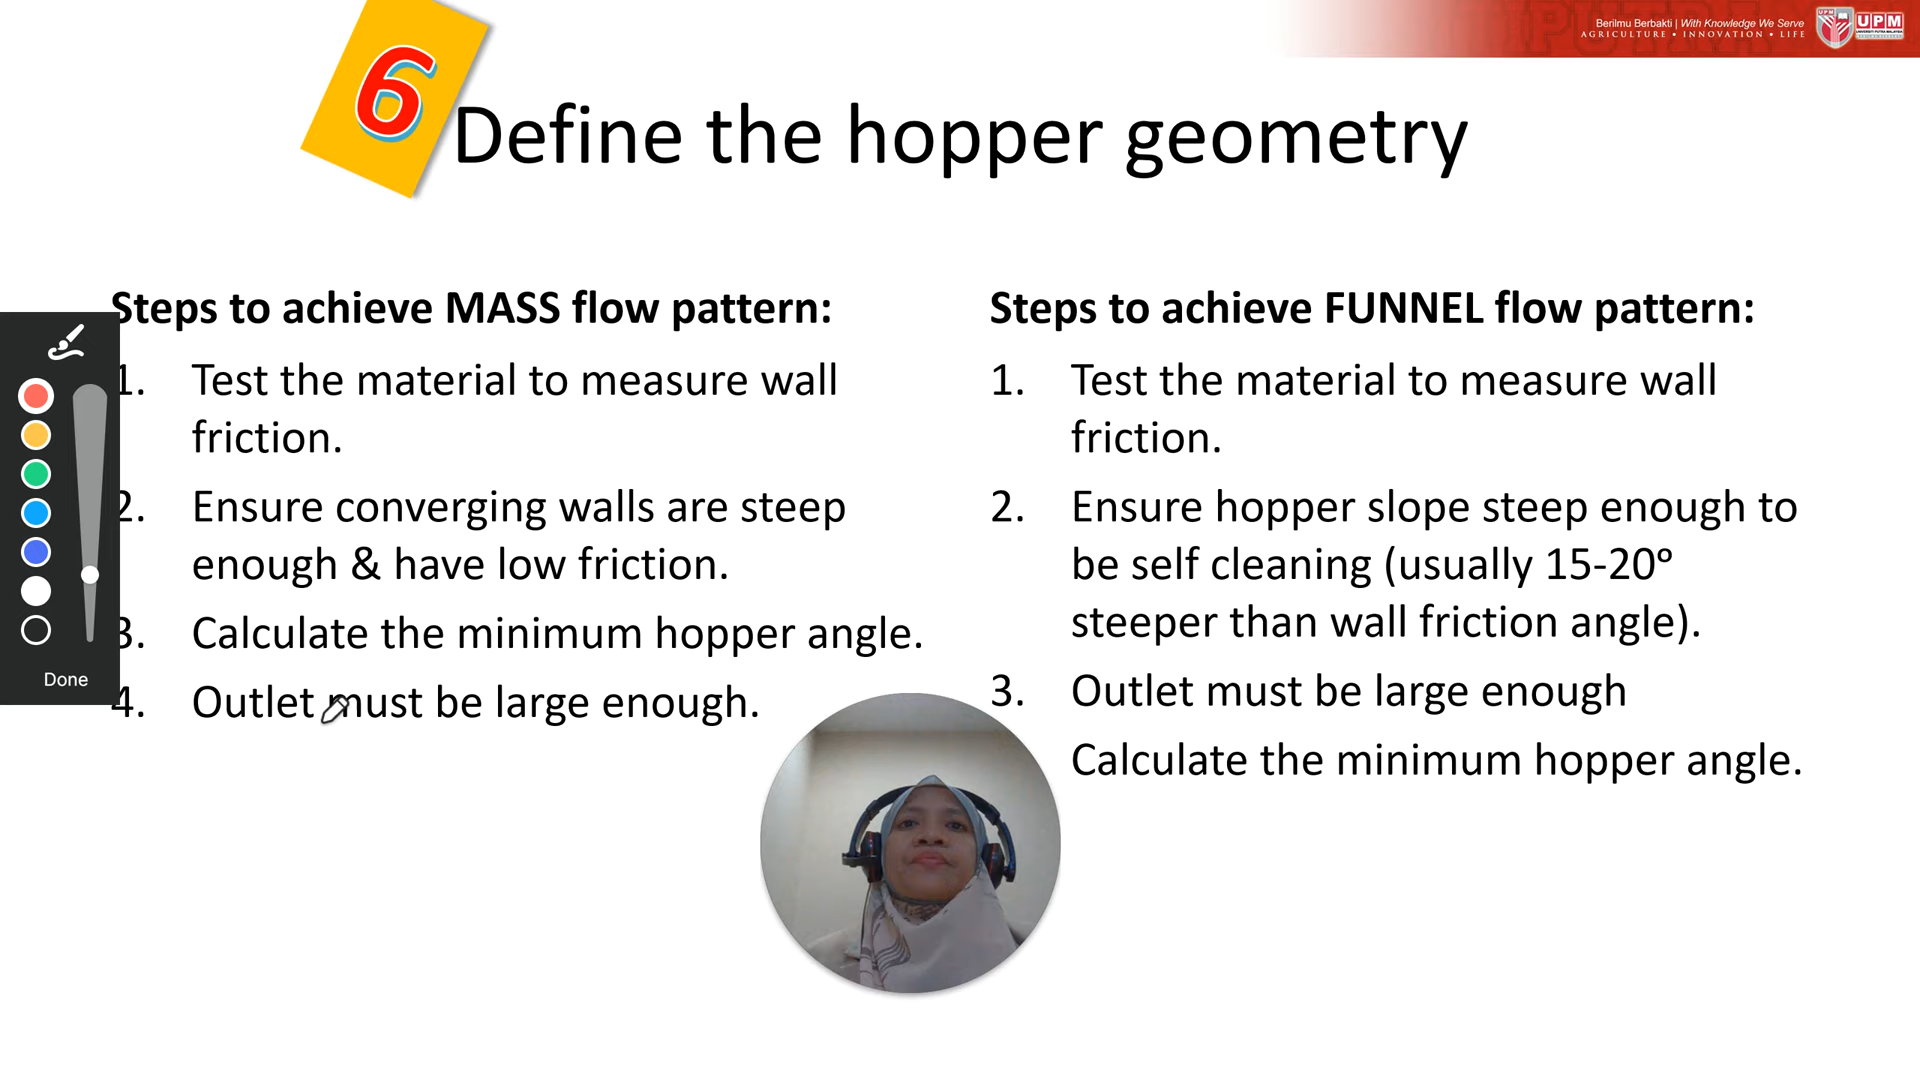 Berilmu Berbakti | With Knowledge We Serve
AGRICULTURE • INNOVATION • LIFE
UPM
UPM
UNIVERSITI PUTRA MALAYSIA
6
Define the hopper geometry
Steps to achieve MASS flow pattern:
1. Test the material to measure wall
friction.
2. Ensure converging walls are steep
enough & have low friction.
3. Calculate the minimum hopper angle.
4. Outlet must be large enough.
Steps to achieve FUNNEL flow pattern:
1. Test the material to measure wall
friction.
2. Ensure hopper slope steep enough to
be self cleaning (usually 15-20º
steeper than wall friction angle).
3. Outlet must be large enough
Calculate the minimum hopper angle.
Done